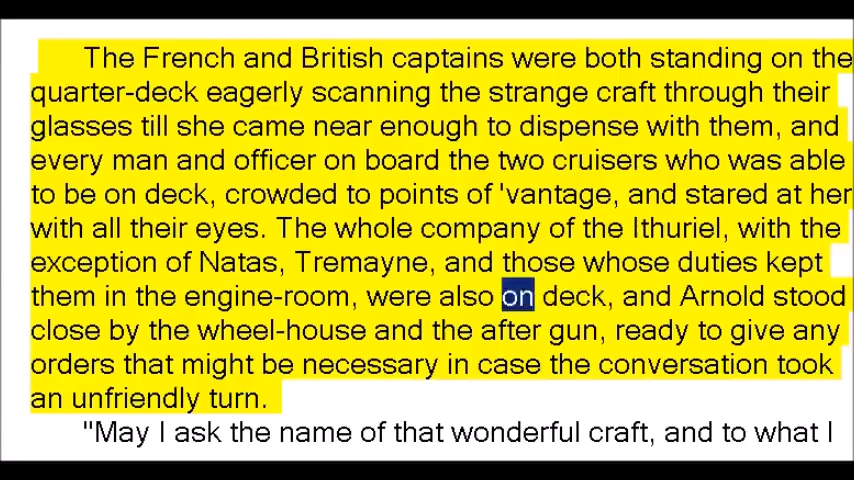 The French and British captains were both standing on the
quarter-deck eagerly scanning the strange craft through their
glasses till she came near enough to dispense with them, and
every man and officer on board the two cruisers who was able
to be on deck, crowded to points of 'vantage, and stared at her
with all their eyes. The whole company of the Ithuriel, with the
exception of Natas, Tremayne, and those whose duties kept
them in the engine-room, were also on deck, and Arnold stood
close by the wheel-house and the after gun, ready to give any
orders that might be necessary in case the conversation took
an unfriendly turn.
"May I ask the name of that wonderful craft, and to what I